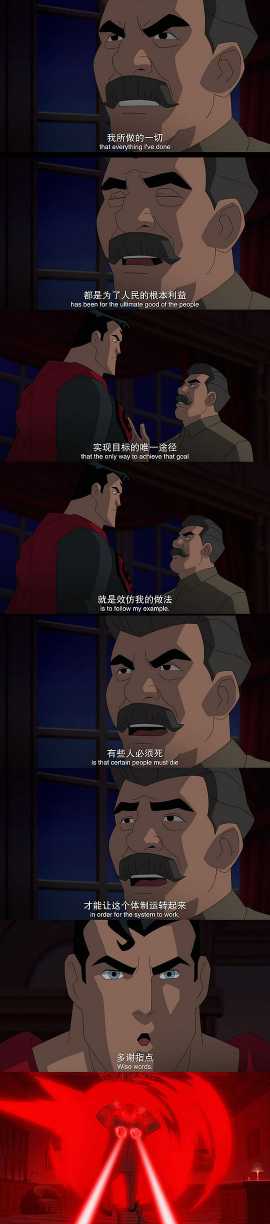 我所做的一切
that everything I've done
都是为了人民的根本利益
has been for the ultimate good of the people
实现目标的唯一途径
that the only way to achieve that goal
就是效仿我的做法
is to follow my example.
有些人必须死
is that certain people must die
才能让这个体制运转起来
in order for the system to work.
多谢指点
Wise words.